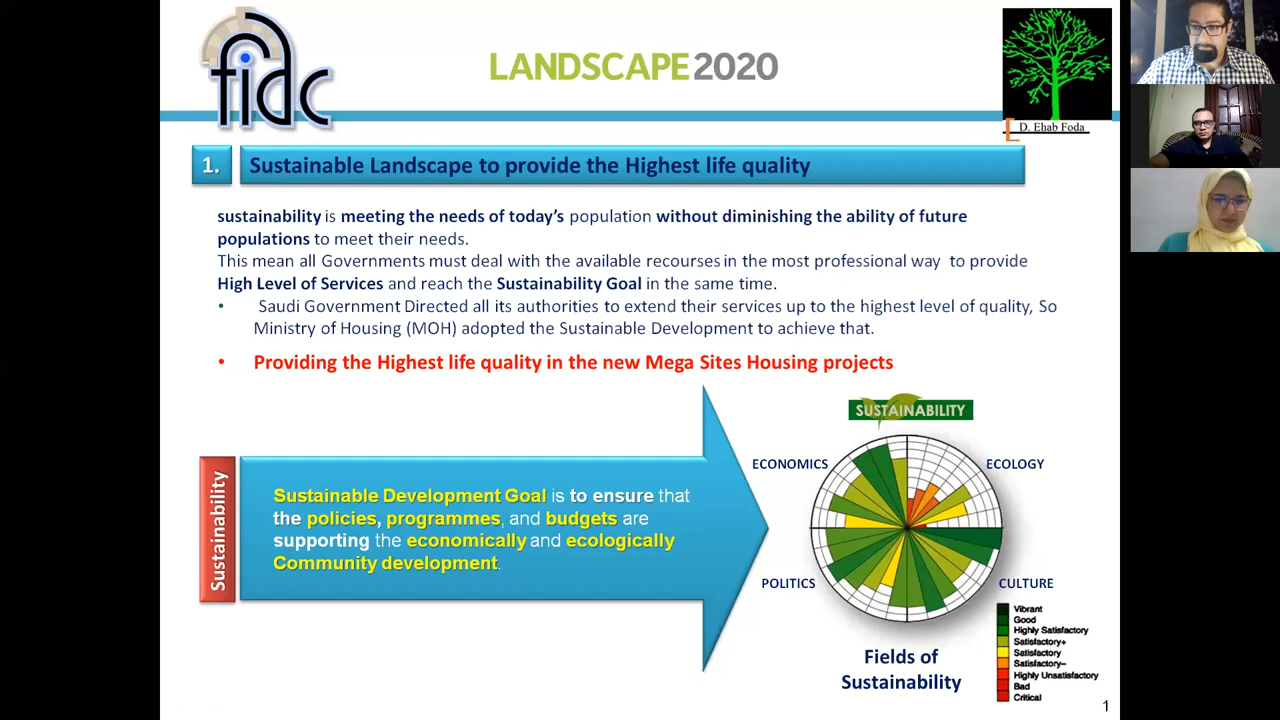 fidc
LANDSCAPE2020
D. Ehab Foda
1.
Sustainable Landscape to provide the Highest life quality
sustainability is meeting the needs of today's population without diminishing the ability of future
populations to meet their needs.
This mean all Governments must deal with the available recourses in the most professional way to provide
High Level of Services and reach the Sustainability Goal in the same time.
• Saudi Government Directed all its authorities to extend their services up to the highest level of quality, So
Ministry of Housing (MOH) adopted the Sustainable Development to achieve that.
• Providing the Highest life quality in the new Mega Sites Housing projects
Sustainability
Sustainable Development Goal is to ensure that
the policies, programmes, and budgets are
supporting the economically and ecologically
Community development.
SUSTAINABILITY
ECONOMICS
ECOLOGY
POLITICS
CULTURE
Vibrant
Good
Highly Satisfactory
Satisfactory+
Satisfactory
Satisfactory–
Highly Unsatisfactory
Bad
Critical
Fields of
Sustainability
1